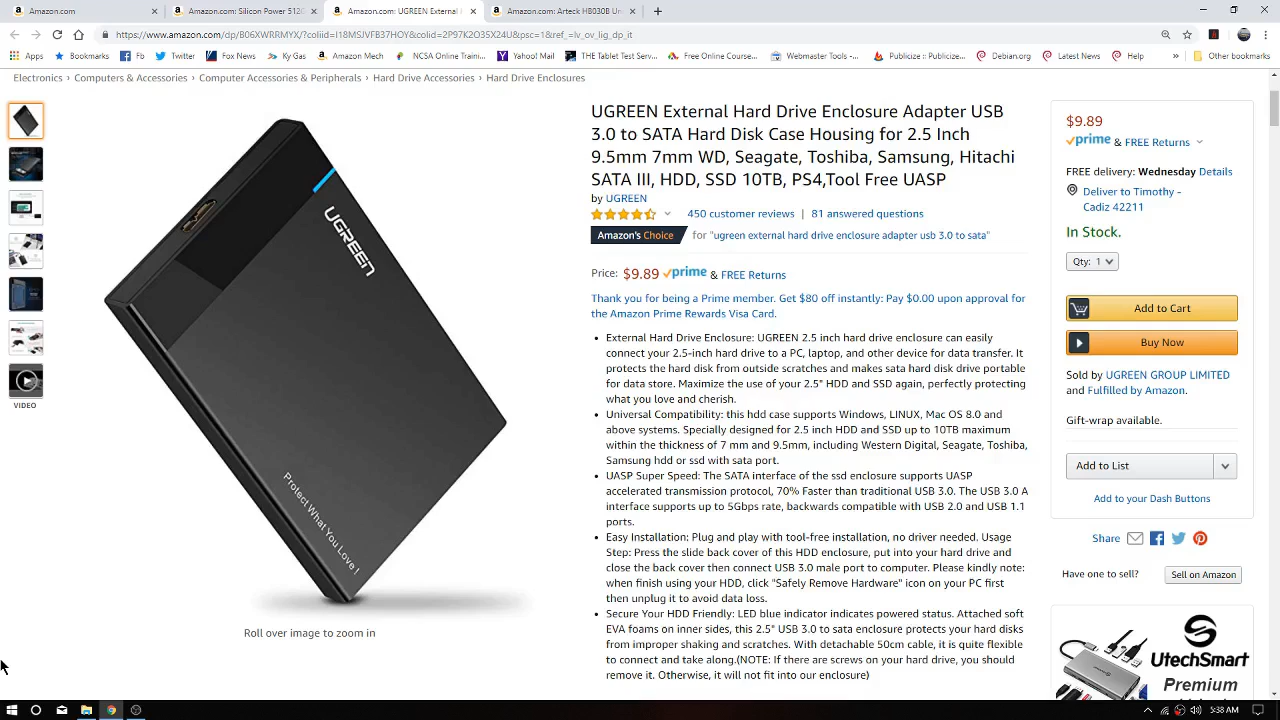 Amazon.com
Amazon.com: Silicon Power 512G
Amazon.com: UGREEN External
Amazon.com: Arteck HB030B Un
https://www.amazon.com/dp/B06XWRRMYX/?coliid=I18MSJVFB37HOY&colid=2P97K2O35X24U&psc=1&ref_=lv_ov_lig_dp_it
Apps
Bookmarks
Fb
Twitter
Fox News
Ky Gas
Amazon Mech
NCSA Online Train...
Yahoo! Mail
THE TABLET Test Serv...
Free Online Course...
Webmaster Tools -...
Publicize :: Publicize...
Debian.org
Latest News
Help
»
Other bookmarks
Electronics › Computers & Accessories › Computer Accessories & Peripherals › Hard Drive Accessories › Hard Drive Enclosures
UGREEN
Protect What You Love !
Roll over image to zoom in
VIDEO
UGREEN External Hard Drive Enclosure Adapter USB
3.0 to SATA Hard Disk Case Housing for 2.5 Inch
9.5mm 7mm WD, Seagate, Toshiba, Samsung, Hitachi
SATA III, HDD, SSD 10TB, PS4,Tool Free UASP
by UGREEN
450 customer reviews | 81 answered questions
Amazon's Choice for "ugreen external hard drive enclosure adapter usb 3.0 to sata"
Price: $9.89 prime & FREE Returns
Thank you for being a Prime member. Get $80 off instantly: Pay $0.00 upon approval for
the Amazon Prime Rewards Visa Card.
• External Hard Drive Enclosure: UGREEN 2.5 inch hard drive enclosure can easily
connect your 2.5-inch hard drive to a PC, laptop, and other device for data transfer. It
protects the hard disk from outside scratches and makes sata hard disk drive portable
for data store. Maximize the use of your 2.5" HDD and SSD again, perfectly protecting
what you love and cherish.
• Universal Compatibility: this hdd case supports Windows, LINUX, Mac OS 8.0 and
above systems. Specially designed for 2.5 inch HDD and SSD up to 10TB maximum
within the thickness of 7 mm and 9.5mm, including Western Digital, Seagate, Toshiba,
Samsung hdd or ssd with sata port.
• UASP Super Speed: The SATA interface of the ssd enclosure supports UASP
accelerated transmission protocol, 70% Faster than traditional USB 3.0. The USB 3.0 A
interface supports up to 5Gbps rate, backwards compatible with USB 2.0 and USB 1.1
ports.
• Easy Installation: Plug and play with tool-free installation, no driver needed. Usage
Step: Press the slide back cover of this HDD enclosure, put into your hard drive and
close the back cover then connect USB 3.0 male port to computer. Please kindly note:
when finish using your HDD, click "Safely Remove Hardware" icon on your PC first
then unplug it to avoid data loss.
• Secure Your HDD Friendly: LED blue indicator indicates powered status. Attached soft
EVA foams on inner sides, this 2.5" USB 3.0 to sata enclosure protects your hard disks
from improper shaking and scratches. With detachable 50cm cable, it is quite flexible
to connect and take along.(NOTE: If there are screws on your hard drive, you should
remove it. Otherwise, it will not fit into our enclosure)
$9.89
prime & FREE Returns
FREE delivery: Wednesday Details
Deliver to Timothy -
Cadiz 42211
In Stock.
Qty: 1
Add to Cart
Buy Now
Sold by UGREEN GROUP LIMITED
and Fulfilled by Amazon.
Gift-wrap available.
Add to List
Add to your Dash Buttons
Share
Have one to sell?
Sell on Amazon
UtechSmart
Premium
5:38 AM